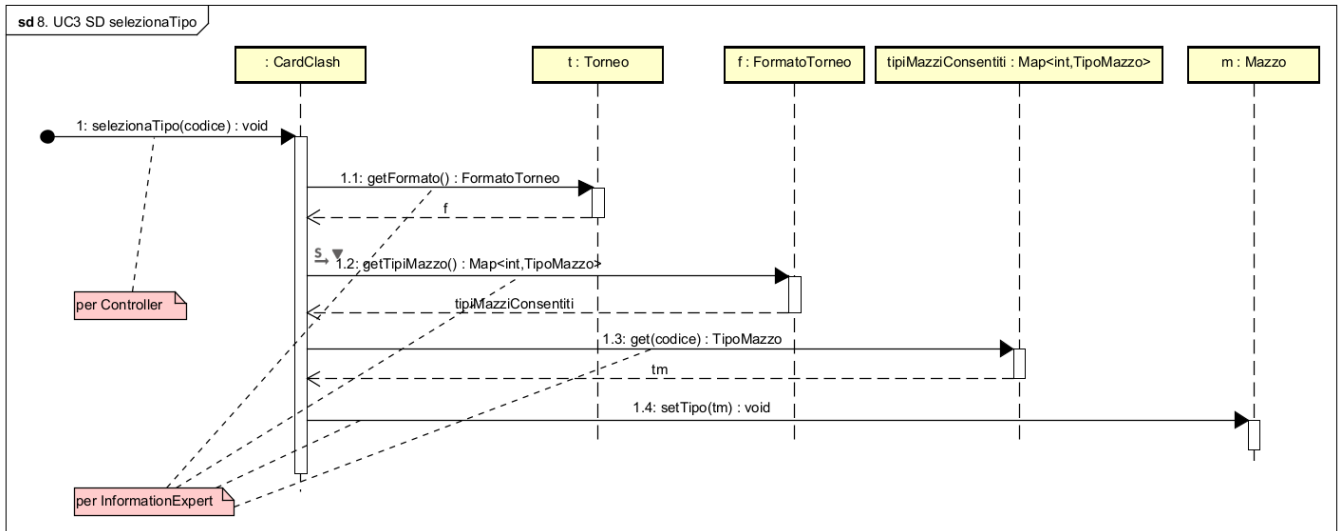 sd 8. UC3 SD selezionaTipo
: CardClash
t : Torneo
f : FormatoTorneo
tipiMazziConsentiti : Map<int,TipoMazzo>
m : Mazzo
1: selezionaTipo(codice) : void
1.1: getFormato() : FormatoTorneo
f
S
1.2: getTipiMazzo() : Map<int,TipoMazzo>
per Controller
tipiMazziConsentiti
1.3: get(codice) : TipoMazzo
tm
1.4: setTipo(tm) : void
per InformationExpert